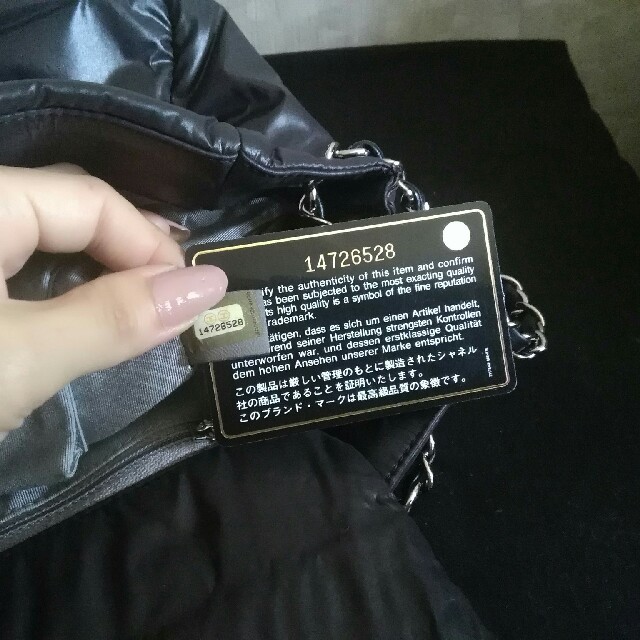 14726528
fy the authenticity of this item and confirm
as been subjected to the most exacting quality
ts high quality is a symbol of the fine reputation
rademark.
tätigen, dass es sich um einen Artikel handelt,
rend seiner Herstellung strengsten Kontrollen
unterworfen war, und dessen erstklassige Qualität
dem hohen Ansehen unserer Marke entspricht.
この製品は厳しい管理のもとに製造されたシャネル
社の商品であることを証明いたします。
このブランド・マークは最高級品質の象徴です。
14726528